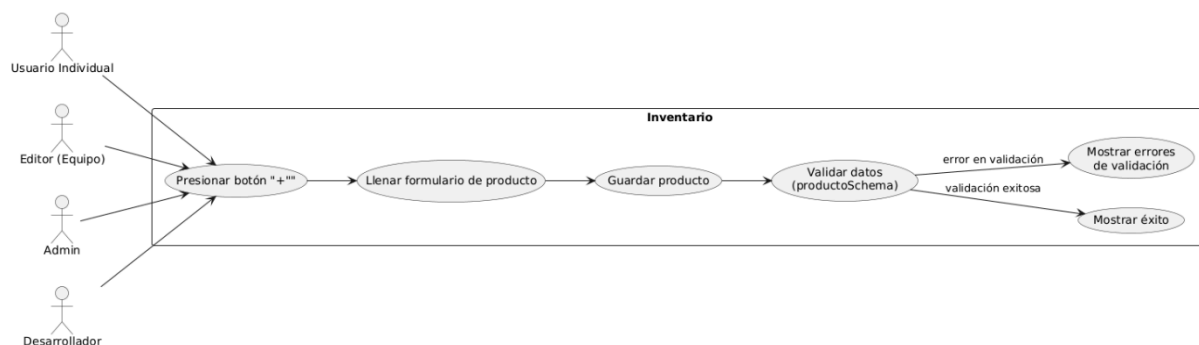 Usuario Individual
Editor (Equipo)
Admin
Desarrollador
Inventario
Presionar botón "+""
Llenar formulario de producto
Guardar producto
Validar datos
(productoSchema)
error en validación
validación exitosa
Mostrar errores
de validación
Mostrar éxito